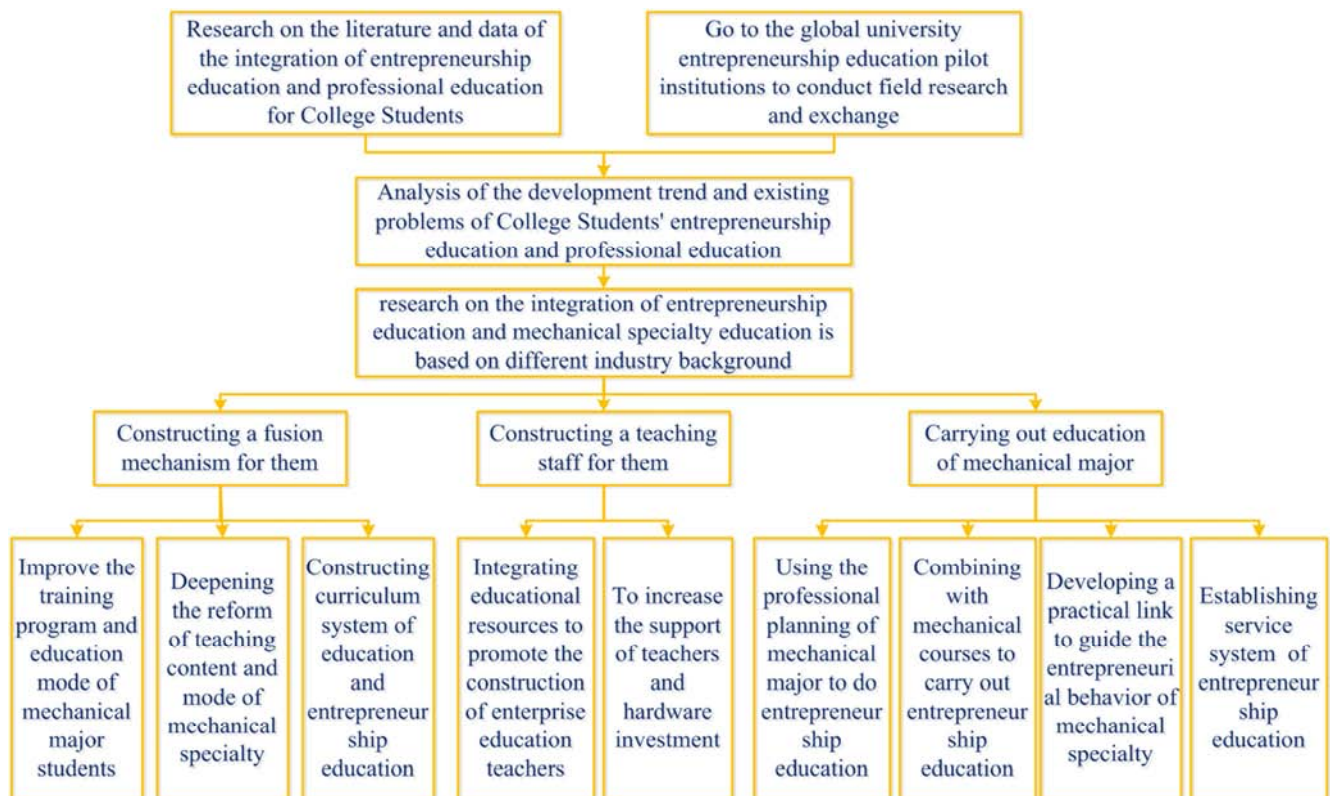 Research on the literature and data of
the integration of entrepreneurship
education and professional education
for College Students
Go to the global university
entrepreneurship education pilot
institutions to conduct field research
and exchange
Analysis of the development trend and existing
problems of College Students' entrepreneurship
education and professional education
research on the integration of entrepreneurship
education and mechanical specialty education is
based on different industry background
Constructing a fusion
mechanism for them
Constructing a teaching
staff for them
Carrying out education
of mechanical major
Improve the
training
program and
education
mode of
mechanical
major
students
Deepening
the reform
of teaching
content and
mode of
mechanical
specialty
Constructing
curriculum
system of
education
and
entrepreneur
ship
education
Integrating
educational
resources to
promote the
construction
of enterprise
education
teachers
To increase
the support
of teachers
and
hardware
investment
Using the
professional
planning of
mechanical
major to do
entrepreneur
ship
education
Combining
with
mechanical
courses to
carry out
entrepreneur
ship
education
Developing a
practical link
to guide the
entrepreneuri
al behavior of
mechanical
specialty
Establishing
service
system of
entrepreneur
ship
education